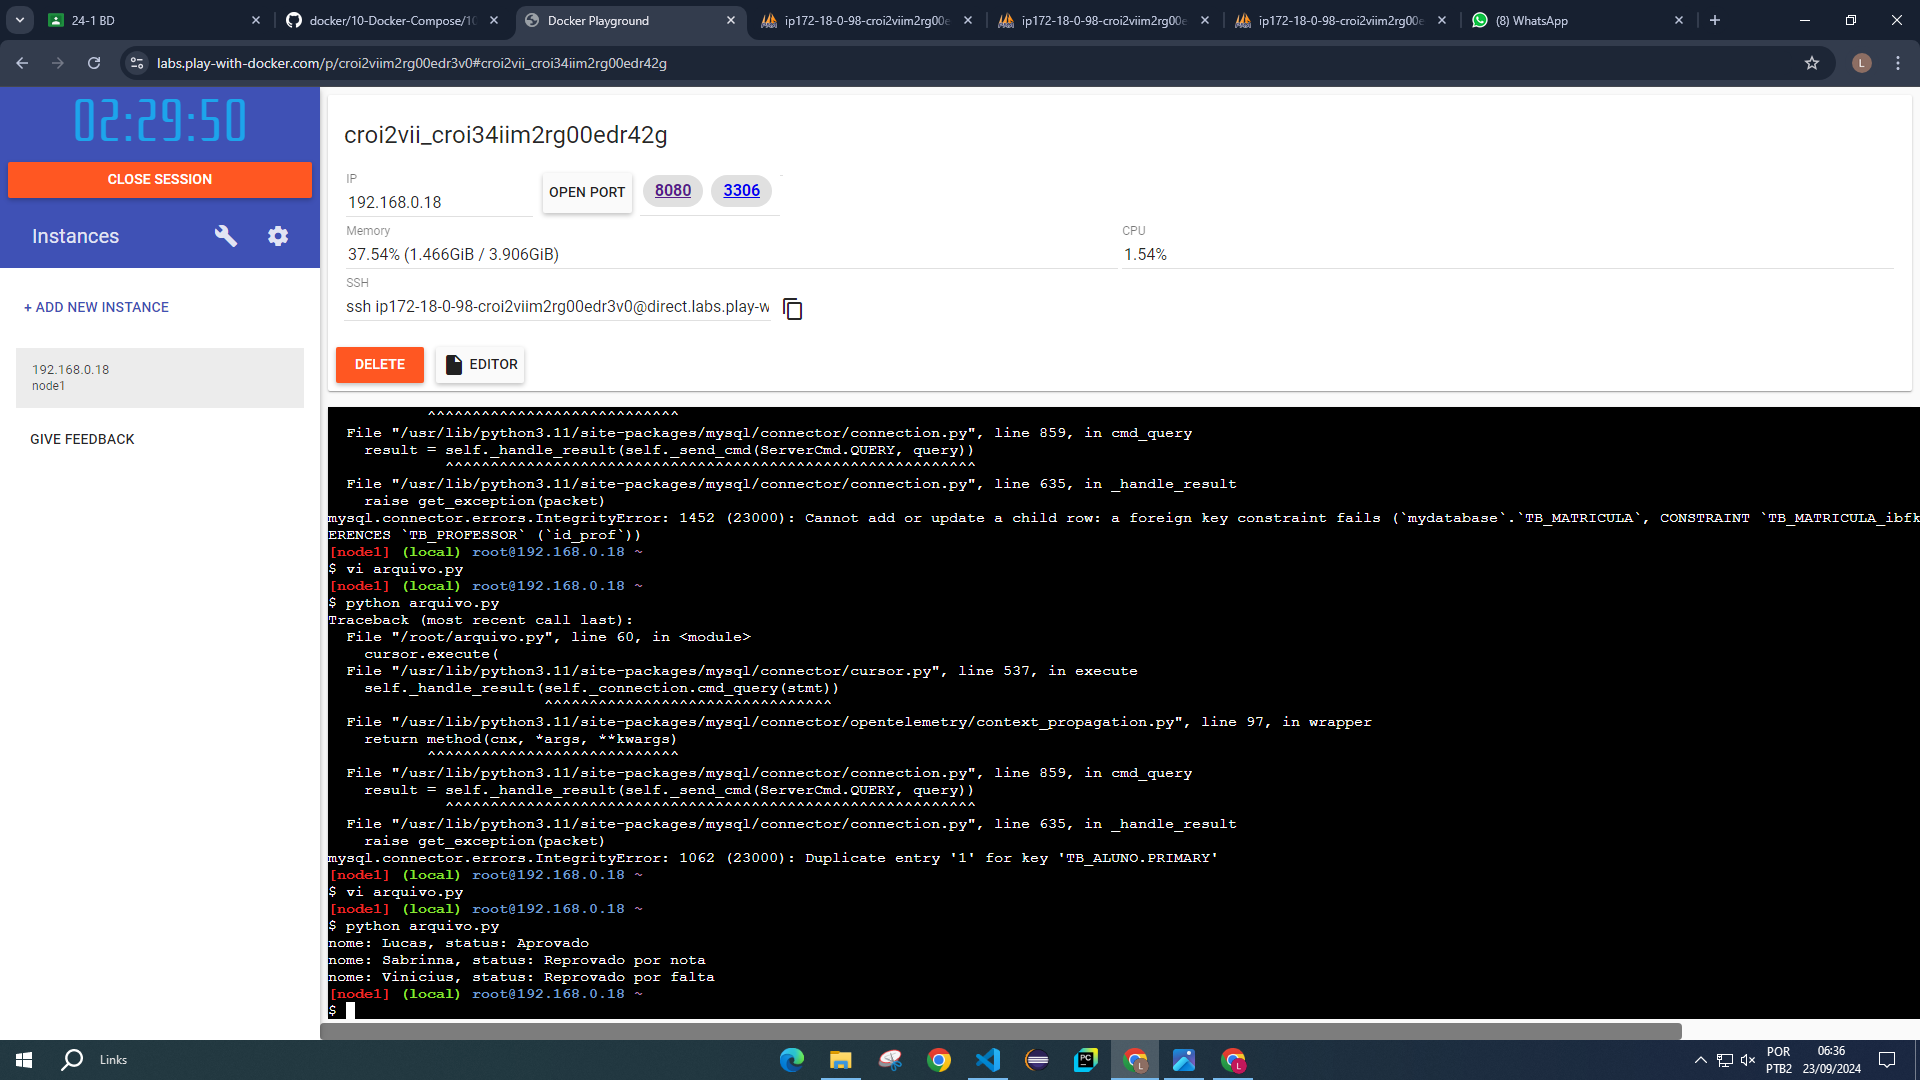 24-1 BD
docker/10-Docker-Compose/10
Docker Playground
ip172-18-0-98-croi2viim2rg00e
ip172-18-0-98-croi2viim2rg00e
ip172-18-0-98-croi2viim2rg00e
(8) WhatsApp
labs.play-with-docker.com/p/croi2viim2rg00edr3v0#croi2vii_croi34iim2rg00edr42g
L
02:29:50
CLOSE SESSION
Instances
+ ADD NEW INSTANCE
192.168.0.18
node1
GIVE FEEDBACK
croi2vii_croi34iim2rg00edr42g
IP
192.168.0.18
OPEN PORT
8080
3306
Memory
37.54% (1.466GiB / 3.906GiB)
CPU
1.54%
SSH
ssh ip172-18-0-98-croi2viim2rg00edr3v0@direct.labs.play-w
DELETE
EDITOR
^^^^^^^^^^^^^^^^^^^^^^^^^^^^
File "/usr/lib/python3.11/site-packages/mysql/connector/connection.py", line 859, in cmd_query
result = self._handle_result(self._send_cmd(ServerCmd.QUERY, query))
^^^^^^^^^^^^^^^^^^^^^^^^^^^^^^^^^^^^^^^^^^^^^^^^^^^^^^^^^^^
File "/usr/lib/python3.11/site-packages/mysql/connector/connection.py", line 635, in _handle_result
raise get_exception(packet)
mysql.connector.errors.IntegrityError: 1452 (23000): Cannot add or update a child row: a foreign key constraint fails (`mydatabase`.`TB_MATRICULA`, CONSTRAINT `TB_MATRICULA_ibfk
ERENCES `TB_PROFESSOR` (`id_prof`))
[node1] (local) root@192.168.0.18 ~
$ vi arquivo.py
[node1] (local) root@192.168.0.18 ~
$ python arquivo.py
Traceback (most recent call last):
File "/root/arquivo.py", line 60, in <module>
cursor.execute(
File "/usr/lib/python3.11/site-packages/mysql/connector/cursor.py", line 537, in execute
self._handle_result(self._connection.cmd_query(stmt))
^^^^^^^^^^^^^^^^^^^^^^^^^^^^^^^^
File "/usr/lib/python3.11/site-packages/mysql/connector/opentelemetry/context_propagation.py", line 97, in wrapper
return method(cnx, *args, **kwargs)
^^^^^^^^^^^^^^^^^^^^^^^^^^^^
File "/usr/lib/python3.11/site-packages/mysql/connector/connection.py", line 859, in cmd_query
result = self._handle_result(self._send_cmd(ServerCmd.QUERY, query))
^^^^^^^^^^^^^^^^^^^^^^^^^^^^^^^^^^^^^^^^^^^^^^^^^^^^^^^^^^^
File "/usr/lib/python3.11/site-packages/mysql/connector/connection.py", line 635, in _handle_result
raise get_exception(packet)
mysql.connector.errors.IntegrityError: 1062 (23000): Duplicate entry '1' for key 'TB_ALUNO.PRIMARY'
[node1] (local) root@192.168.0.18 ~
$ vi arquivo.py
[node1] (local) root@192.168.0.18 ~
$ python arquivo.py
nome: Lucas, status: Aprovado
nome: Sabrinna, status: Reprovado por nota
nome: Vinicius, status: Reprovado por falta
[node1] (local) root@192.168.0.18 ~
$
Links
PC
L
L
POR
PTB2
06:36
23/09/2024